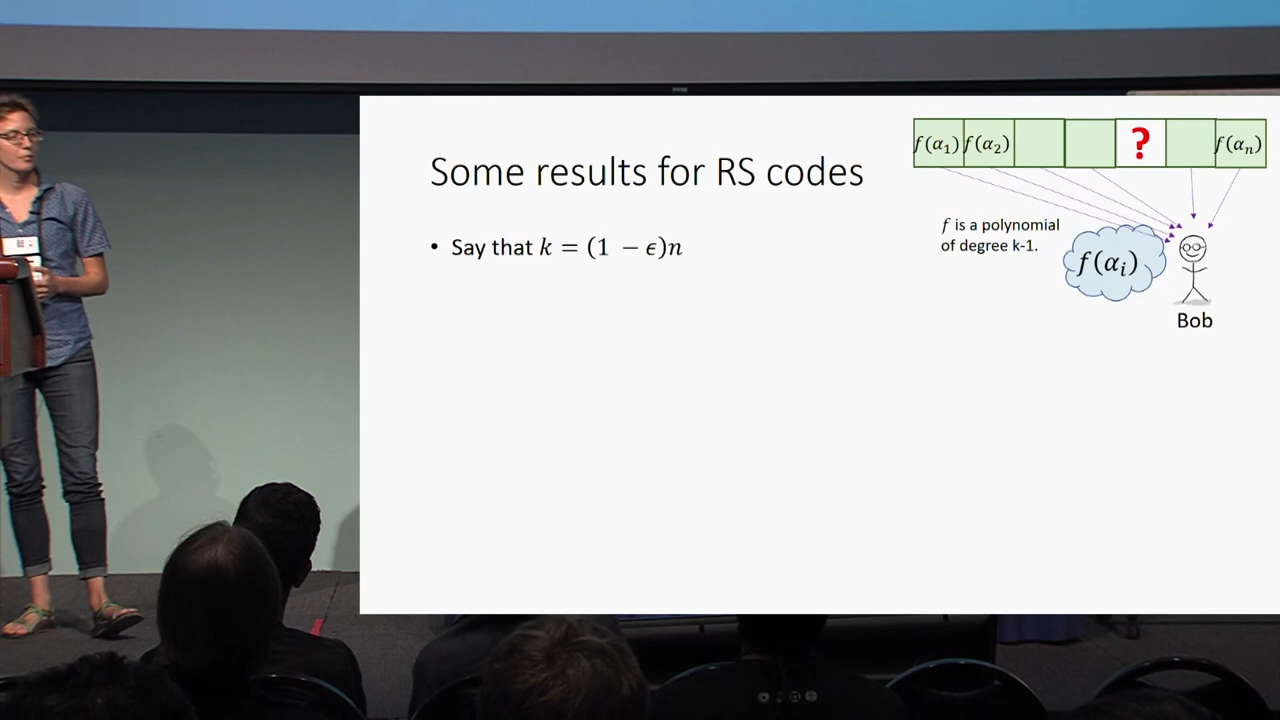 f(α₁) f(α₂) ? f(αₙ)
Some results for RS codes
• Say that k = (1 − ϵ)n
f is a polynomial
of degree k-1.
f(αᵢ)
Bob